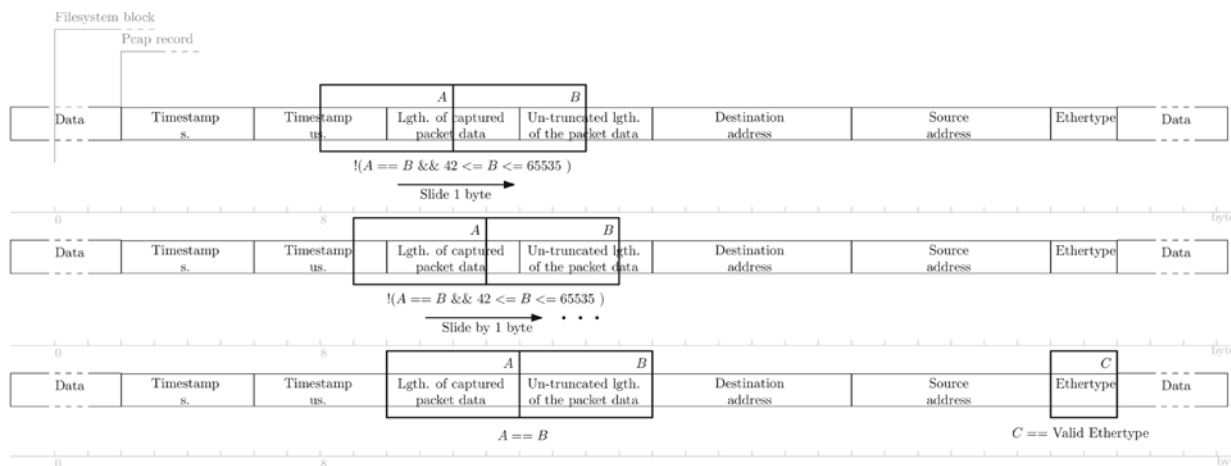 Filesystem block
Pcap record
A B
Data Timestamp s. Timestamp us. Lgth. of captured packet data Un-truncated lgth. of the packet data Destination address Source address Ethertype Data
!(A == B && 42 <= B <= 65535 )
Slide 1 byte
0 8 byte
A B
Data Timestamp s. Timestamp us. Lgth. of captured packet data Un-truncated lgth. of the packet data Destination address Source address Ethertype Data
!(A == B && 42 <= B <= 65535 )
Slide by 1 byte . . .
0 8 byte
A B C
Data Timestamp s. Timestamp us. Lgth. of captured packet data Un-truncated lgth. of the packet data Destination address Source address Ethertype Data
A == B
C == Valid Ethertype
0 8 by